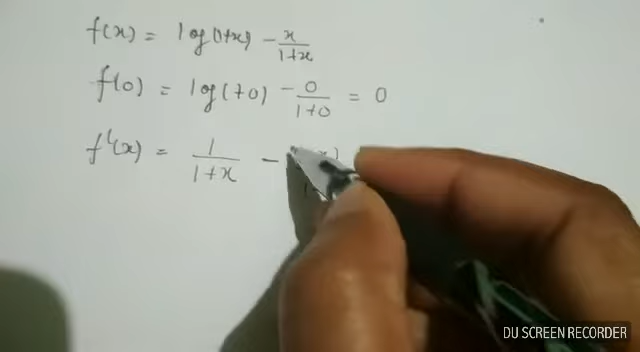 f(x) = log(1+x) - x/1+x
f(0) = log(1+0) - 0/1+0 = 0
f'(x) = 1/1+x -
DU SCREEN RECORDER